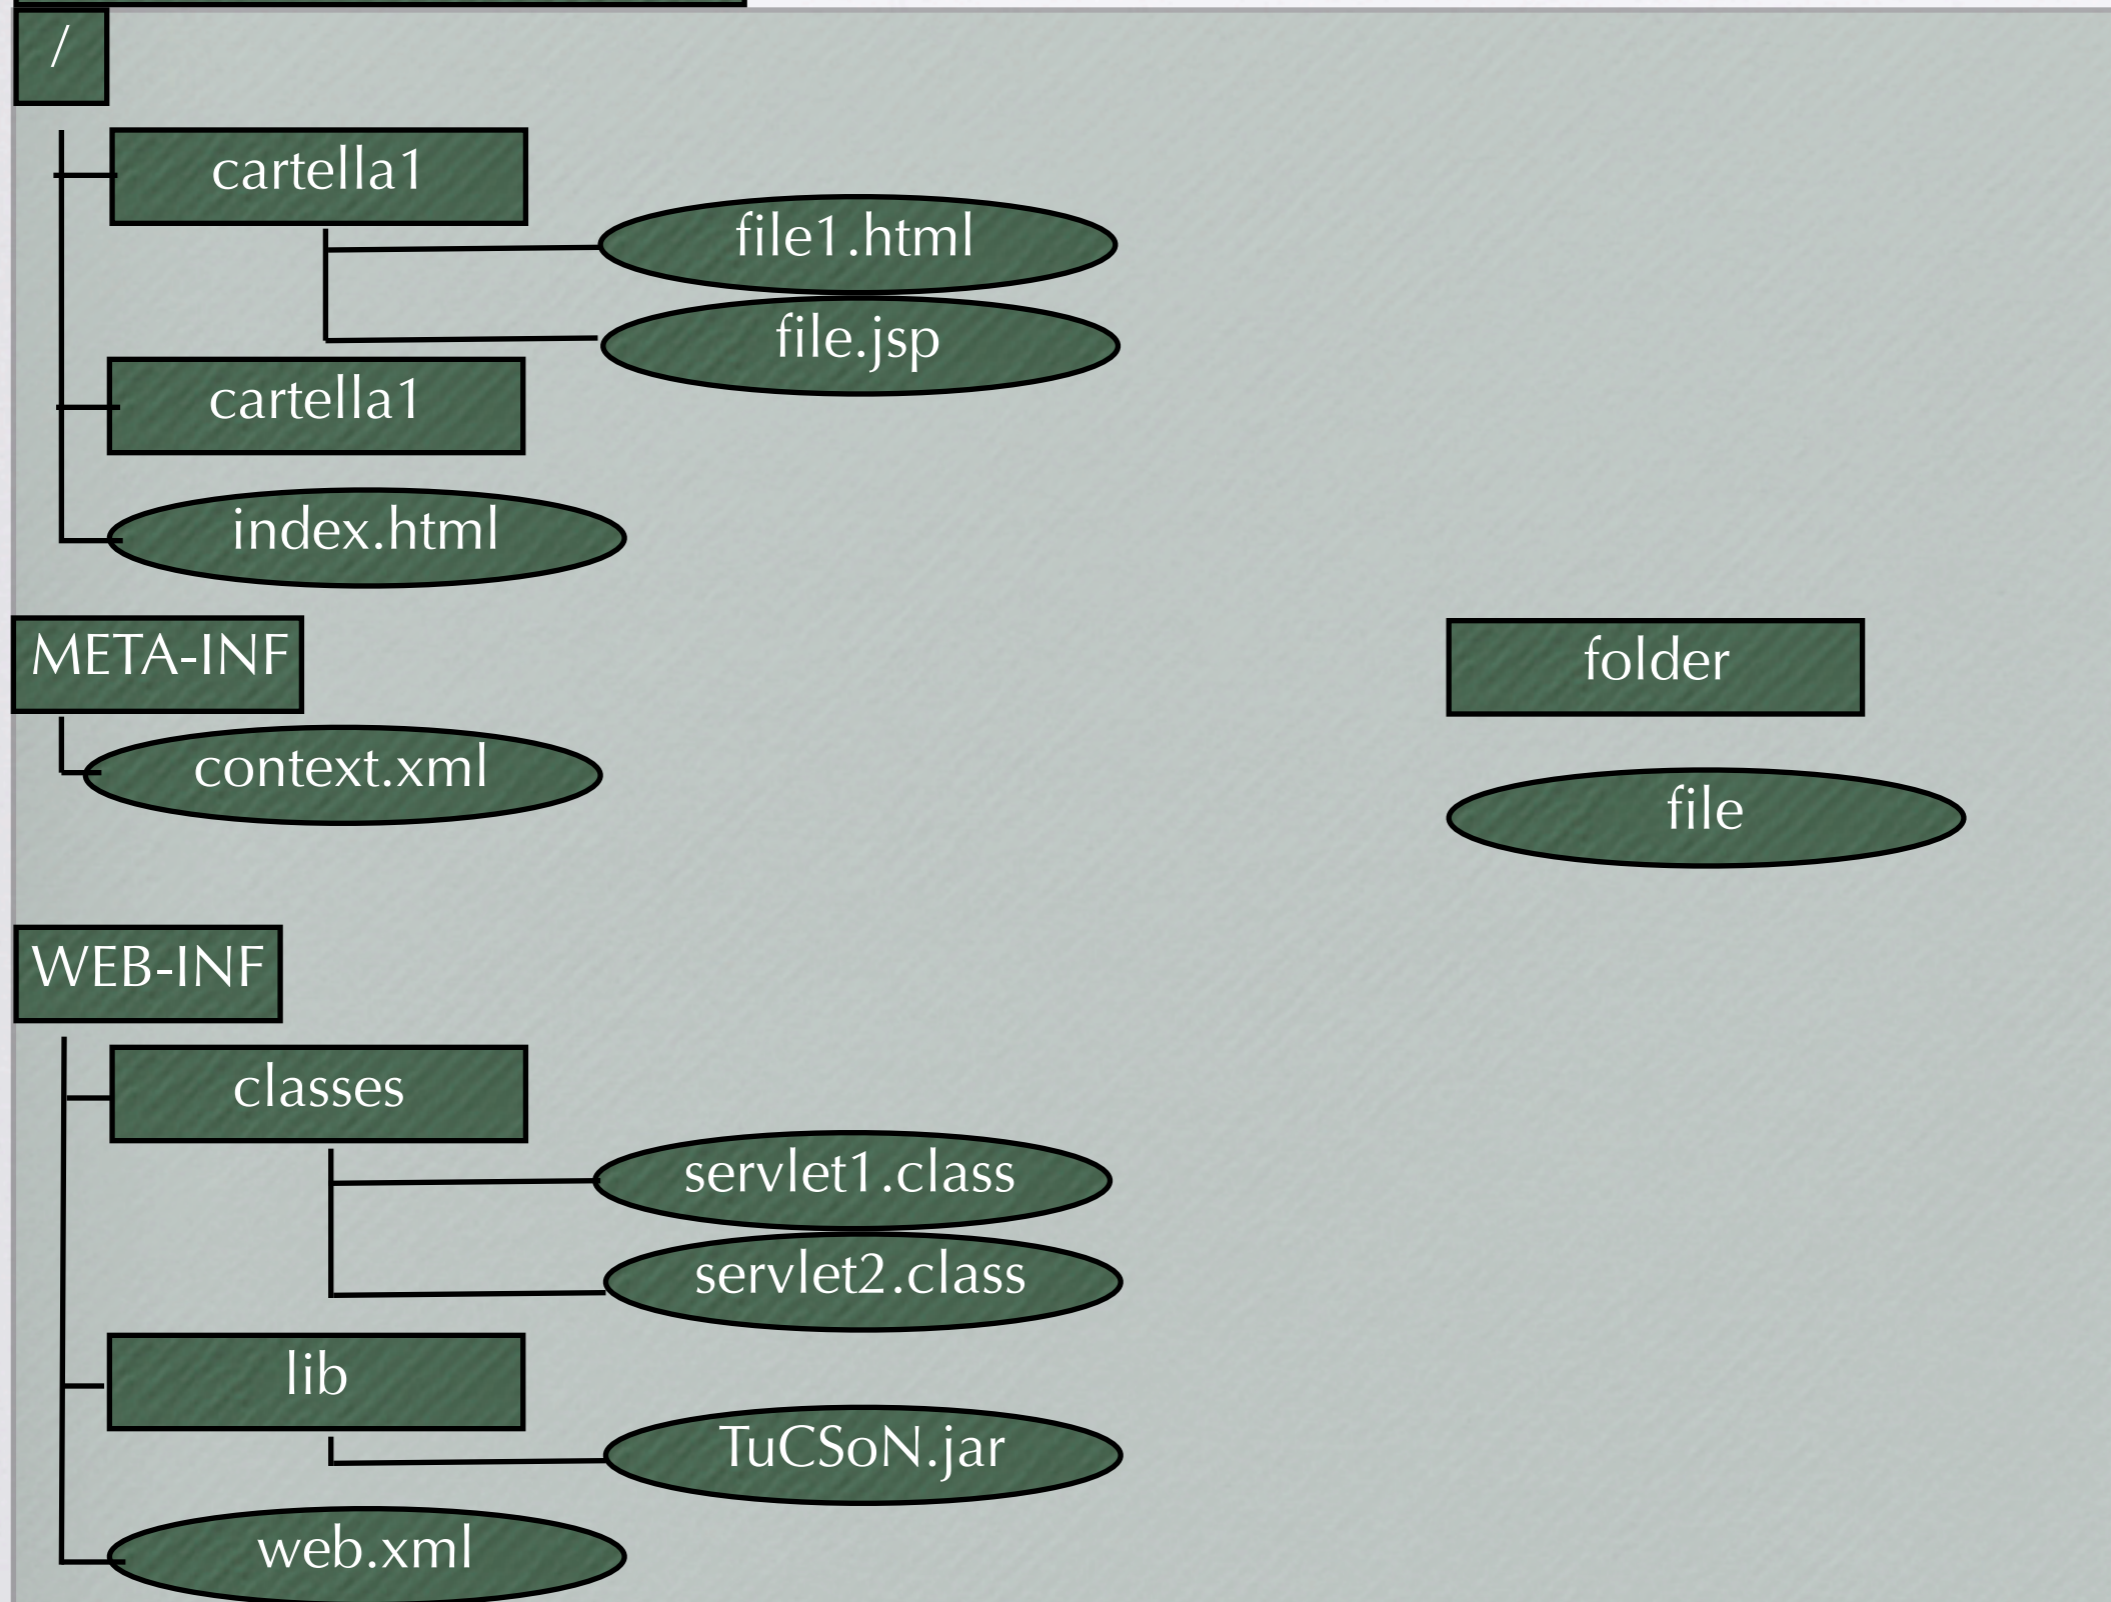 /
cartella1
file1.html
file.jsp
cartella1
index.html
META-INF
context.xml
folder
file
WEB-INF
classes
servlet1.class
servlet2.class
lib
TuCSoN.jar
web.xml